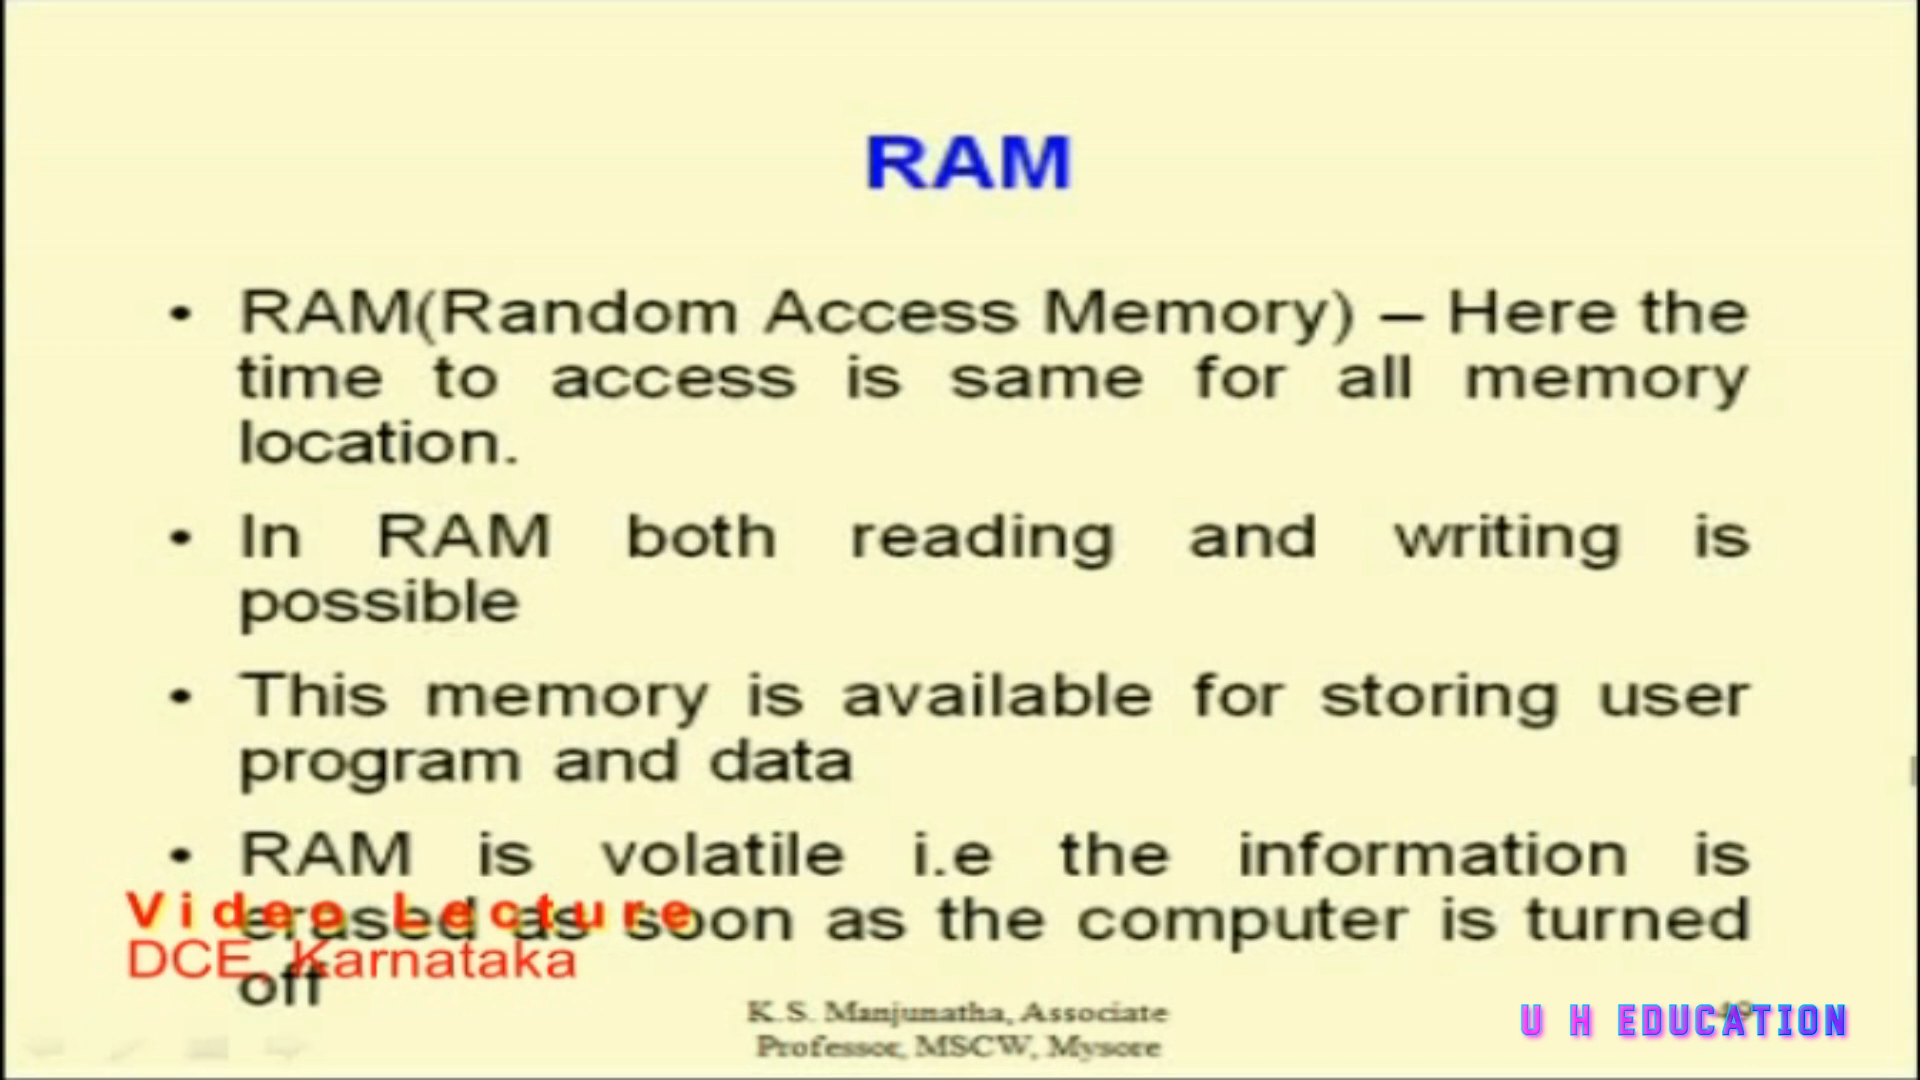 RAM
• RAM(Random Access Memory) – Here the
time to access is same for all memory
location.
• In RAM both reading and writing is
possible
• This memory is available for storing user
program and data
• RAM is volatile i.e the information is
erased as soon as the computer is turned
off
Video Lecture
DCE, Karnataka
K.S. Manjunatha, Associate
Professor, MSCW, Mysore
U H EDUCATION